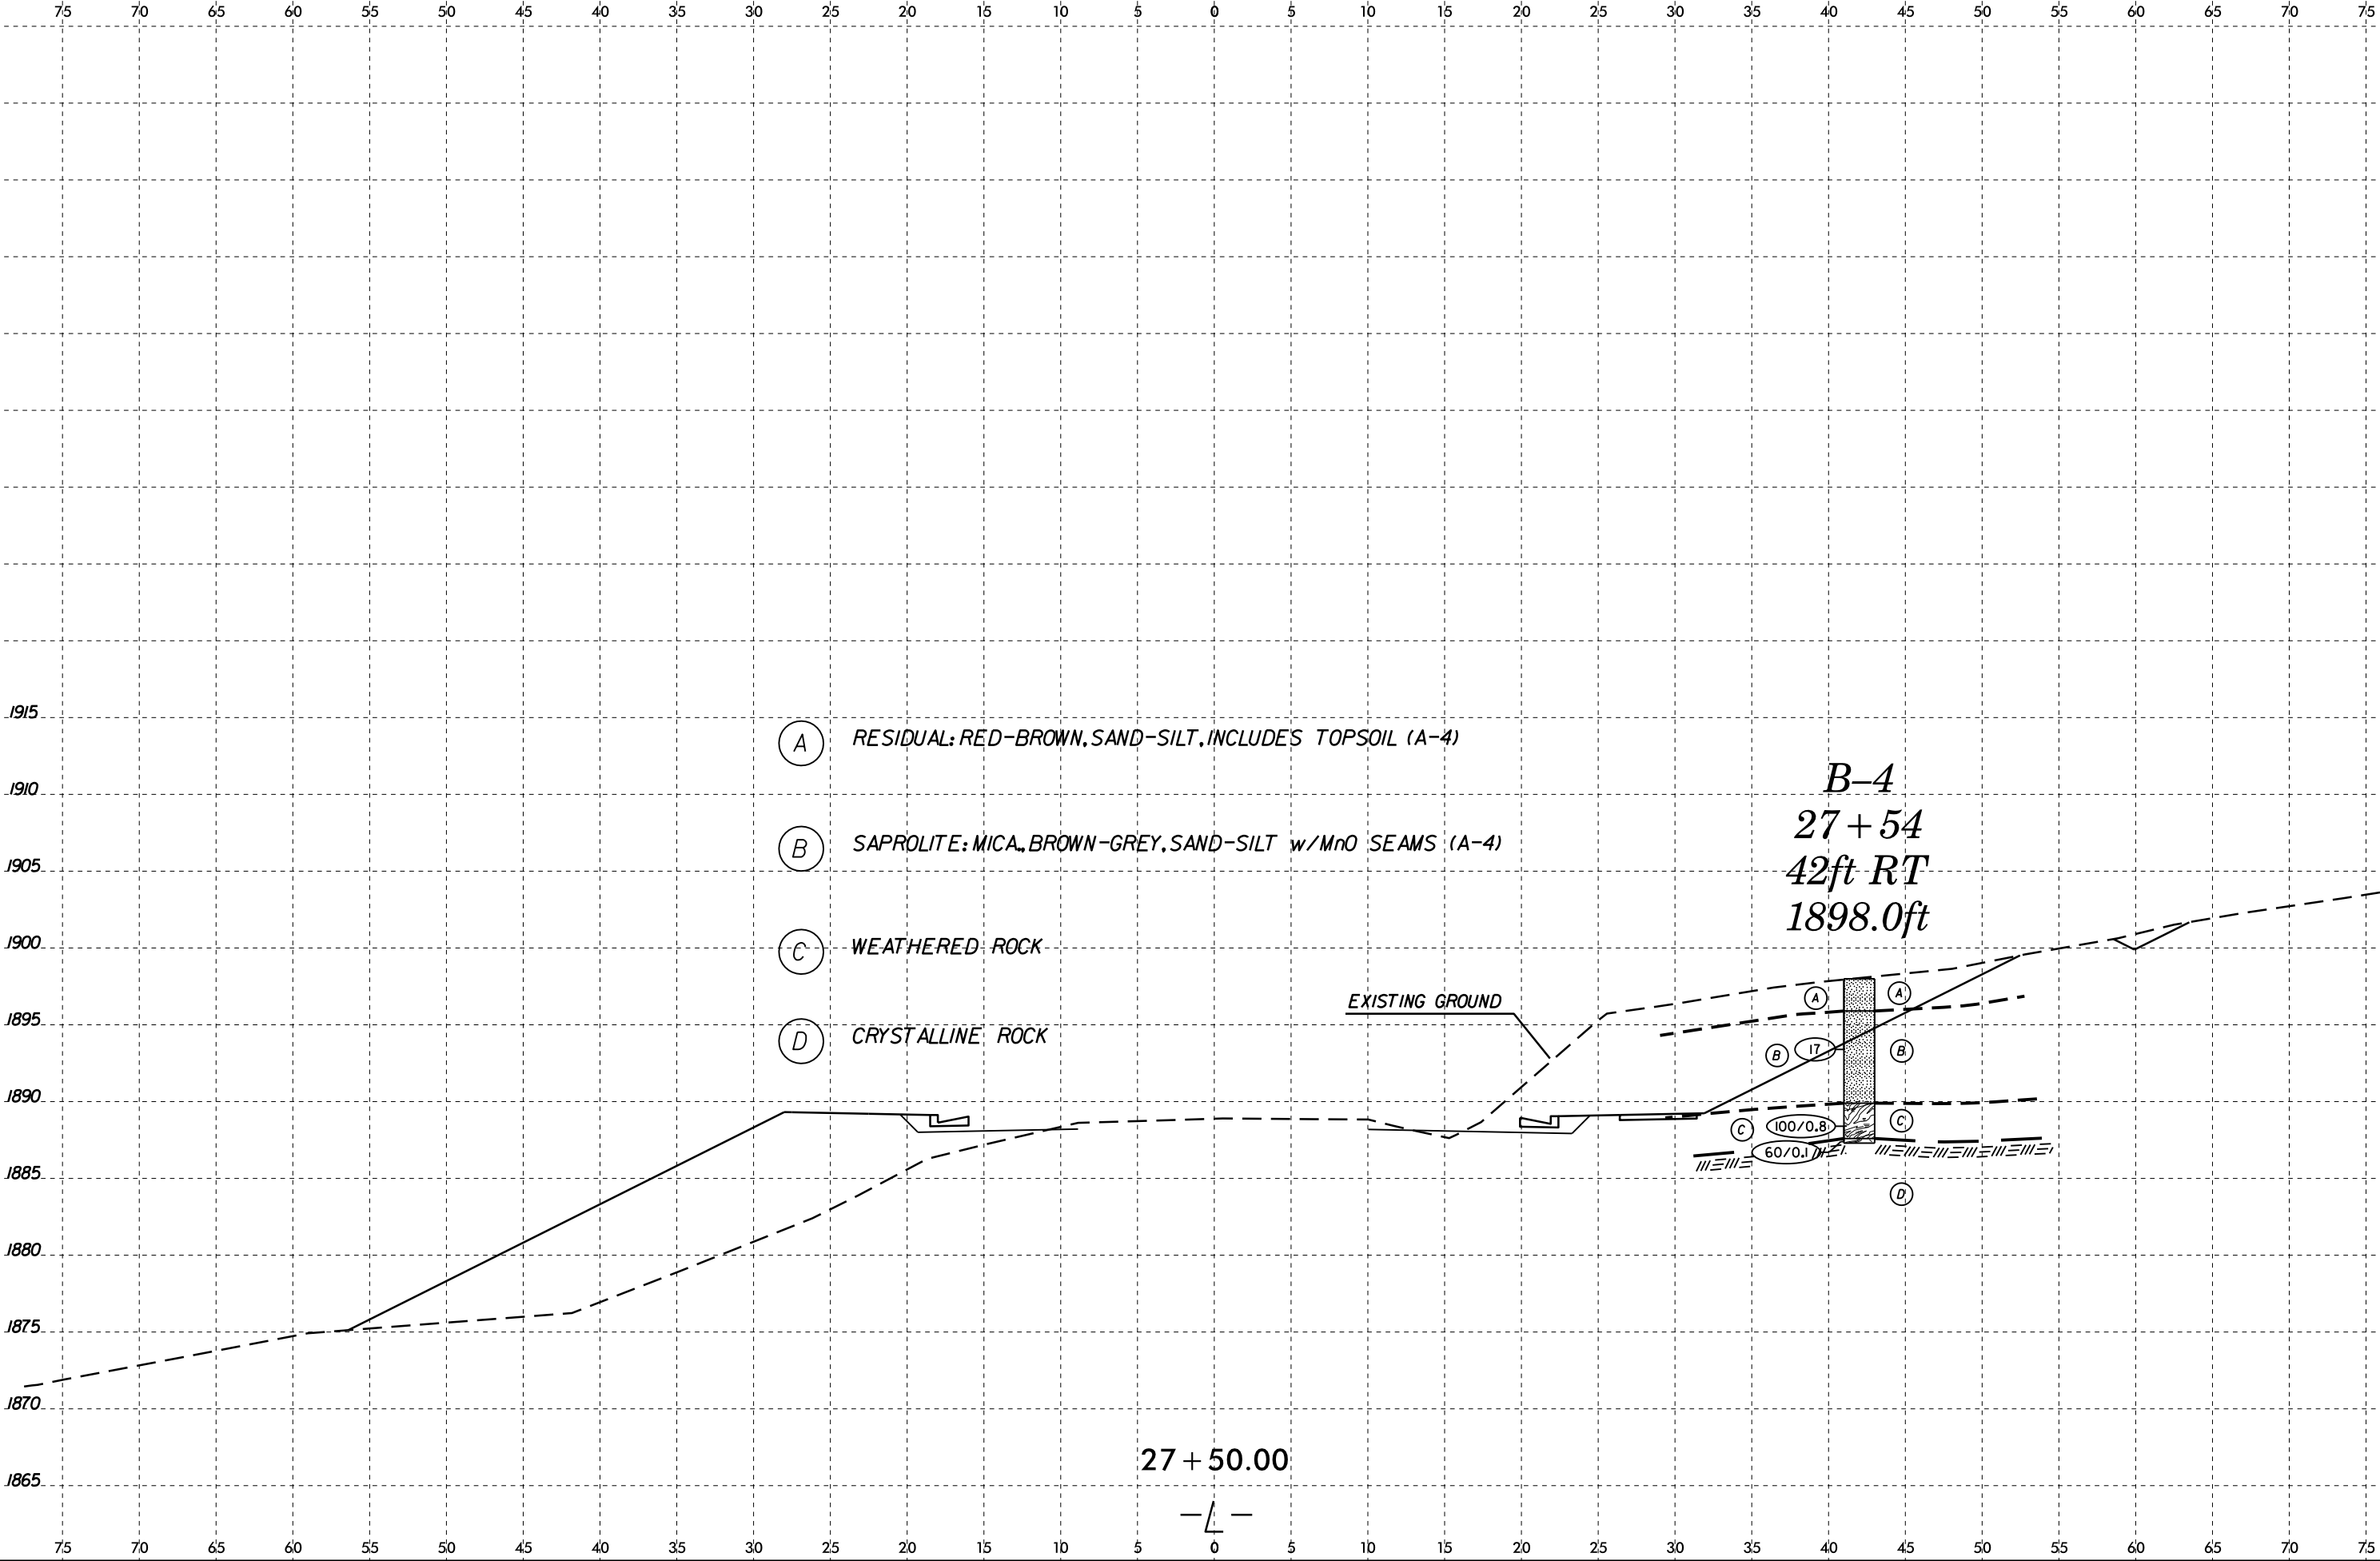 75 70 65 60 55 50 45 40 35 30 25 20 15 10 5 0 5 10 15 20 25 30 35 40 45 50 55 60 65 70 75
1915
A RESIDUAL: RED-BROWN, SAND-SILT, INCLUDES TOPSOIL (A-4)
B-4
1910
27+54
B SAPROLITE: MICA., BROWN-GREY, SAND-SILT w/MnO SEAMS (A-4)
1905
42ft RT
1898.0ft
1900
C WEATHERED ROCK
EXISTING GROUND
A A
1895
D CRYSTALLINE ROCK
B 17 B
1890
C 100/0.8 C
60/0.1
1885
D
1880
1875
1870
27+50.00
1865
-L-
75 70 65 60 55 50 45 40 35 30 25 20 15 10 5 0 5 10 15 20 25 30 35 40 45 50 55 60 65 70 75